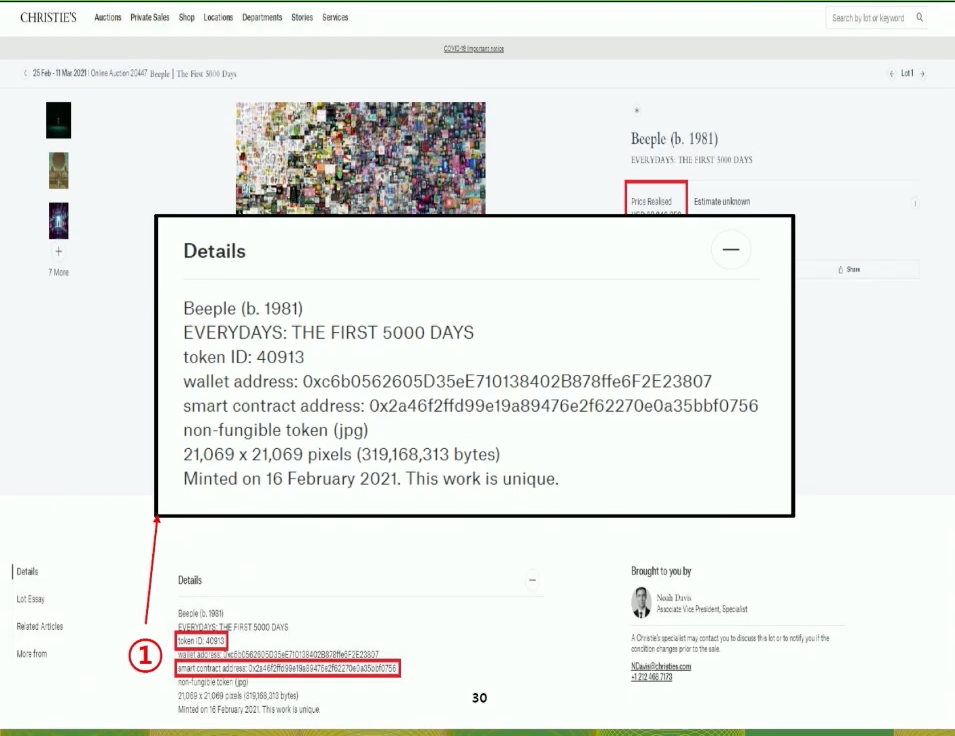 CHRISTIE'S Auctions Private Sales Shop Locations Departments Stories Services Search by lot or keyword
COVID-19 Important notice
25 Feb - 11 Mar 2021 | Online Auction 20447 Beeple | The First 5000 Days Lot 1
Beeple (b. 1981)
EVERYDAYS: THE FIRST 5000 DAYS
Price Realised Estimate unknown
7 More
Share
Details
Beeple (b. 1981)
EVERYDAYS: THE FIRST 5000 DAYS
token ID: 40913
wallet address: 0xc6b0562605D35eE710138402B878ffe6F2E23807
smart contract address: 0x2a46f2ffd99e19a89476e2f62270e0a35bbf0756
non-fungible token (jpg)
21,069 x 21,069 pixels (319,168,313 bytes)
Minted on 16 February 2021. This work is unique.
Details
Lot Essay
Related Articles
More from
1
Details
Beeple (b. 1981)
EVERYDAYS: THE FIRST 5000 DAYS
token ID: 40913
wallet address: 0xc6b0562605D35eE710138402B878ffe6F2E23807
smart contract address: 0x2a46f2ffd99e19a89476e2f62270e0a35bbf0756
non-fungible token (jpg)
21,069 x 21,069 pixels (319,168,313 bytes)
Minted on 16 February 2021. This work is unique.
30
Brought to you by
Noah Davis
Associate Vice President, Specialist
A Christie's specialist may contact you to discuss this lot or to notify you if the
condition changes prior to the sale.
NDavis@christies.com
+1 212 468 7173